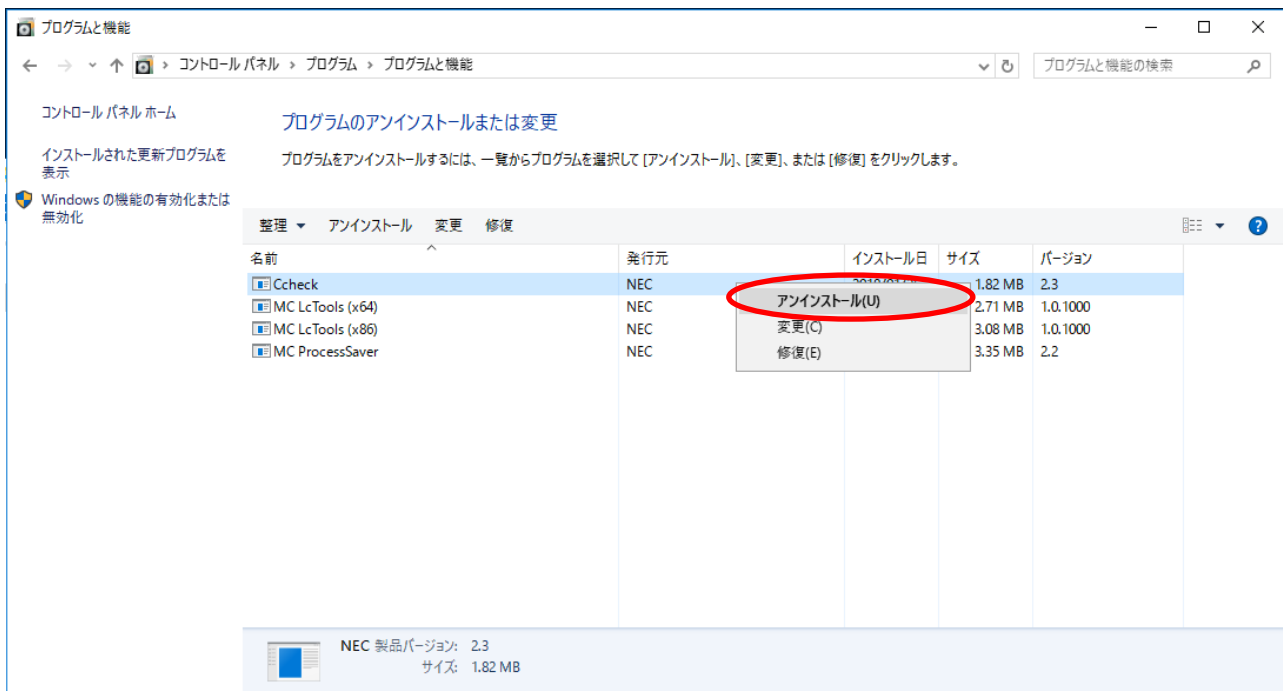 プログラムと機能
コントロール パネル › プログラム › プログラムと機能
プログラムと機能の検索
コントロール パネル ホーム
インストールされた更新プログラムを
表示
Windows の機能の有効化または
無効化
プログラムのアンインストールまたは変更
プログラムをアンインストールするには、一覧からプログラムを選択して [アンインストール]、[変更]、または [修復] をクリックします。
整理 アンインストール 変更 修復
名前 発行元 インストール日 サイズ バージョン
Ccheck NEC 1.82 MB 2.3
MC LcTools (x64) NEC 2.71 MB 1.0.1000
MC LcTools (x86) NEC 3.08 MB 1.0.1000
MC ProcessSaver NEC 3.35 MB 2.2
アンインストール(U)
変更(C)
修復(E)
NEC 製品バージョン: 2.3
サイズ: 1.82 MB